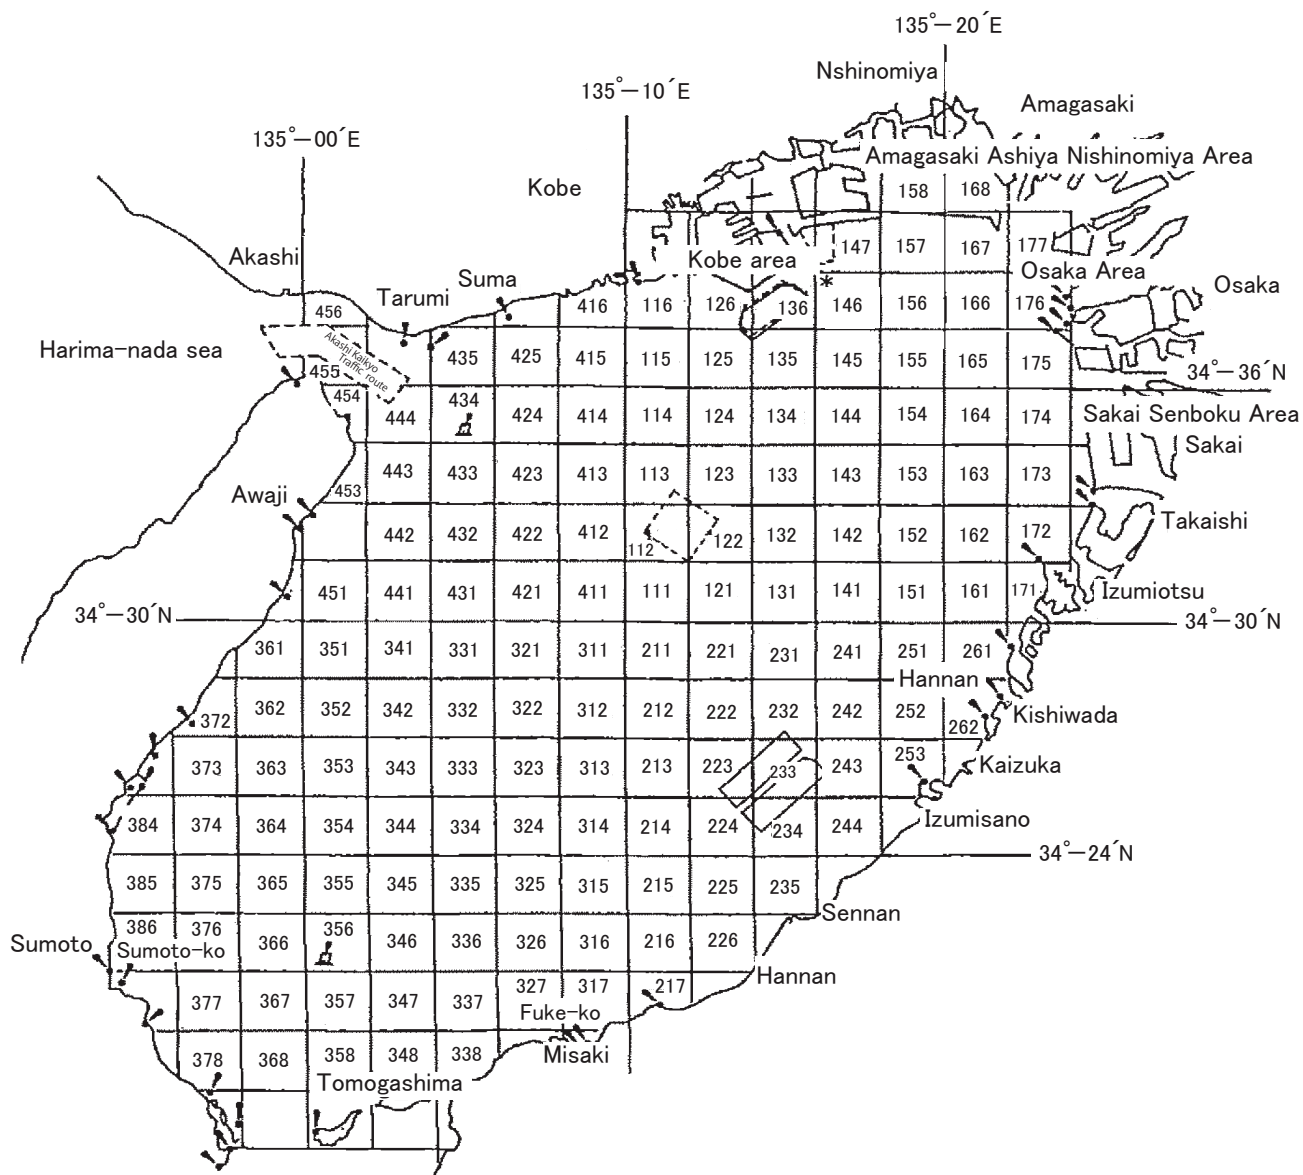 135°−20´E
Nshinomiya
135°−10´E
Amagasaki
135°−00´E
Amagasaki Ashiya Nishinomiya Area
Kobe
158 168
Akashi
147 157 167 177
Kobe area
Suma
Osaka Area
Tarumi
*
Osaka
456 416 116 126 136 146 156 166 176
Harima-nada sea
Akashi Kaikyo
Traffic route
455 435 425 415 115 125 135 145 155 165 175
34°−36´N
454 444 434 424 414 114 124 134 144 154 164 174
Sakai Senboku Area
Sakai
453 443 433 423 413 113 123 133 143 153 163 173
Awaji
Takaishi
442 432 422 412 112 122 132 142 152 162 172
451 441 431 421 411 111 121 131 141 151 161 171
Izumiotsu
34°−30´N
34°−30´N
361 351 341 331 321 311 211 221 231 241 251 261
Hannan
372 362 352 342 332 322 312 212 222 232 242 252 262
Kishiwada
373 363 353 343 333 323 313 213 223 233 243 253
Kaizuka
384 374 364 354 344 334 324 314 214 224 234 244
Izumisano
34°−24´N
385 375 365 355 345 335 325 315 215 225 235
Sennan
386 376 366 356 346 336 326 316 216 226
Sumoto
Sumoto-ko
Hannan
377 367 357 347 337 327 317 217
Fuke-ko
Misaki
378 368 358 348 338
Tomogashima